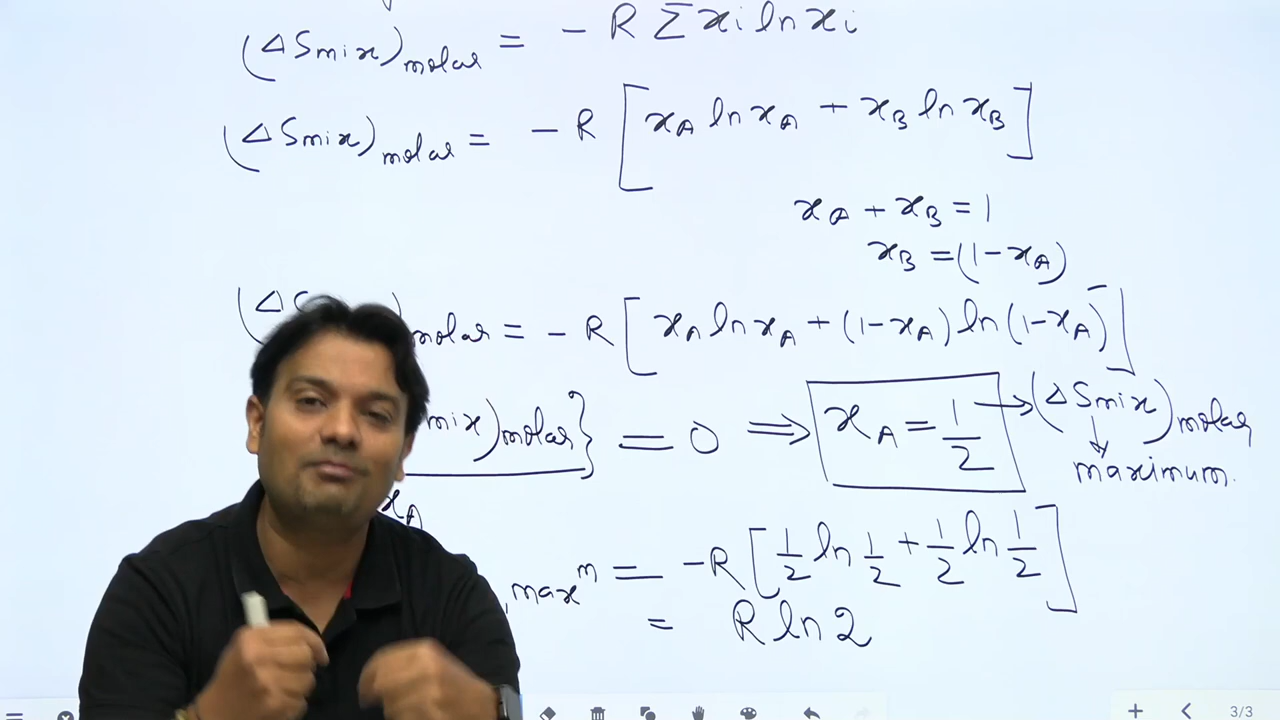 (ΔSmix)molar = - R Σ xi ln xi
(ΔSmix)molar = - R [xA ln xA + xB ln xB]
xA + xB = 1
xB = (1 - xA)
molar = - R [xA ln xA + (1-xA) ln (1-xA)]
mix)molar} = 0 ⇒ xA = 1/2 → (ΔSmix)molar
↓
maximum.
xA
, maxᵐ = -R [1/2 ln 1/2 + 1/2 ln 1/2]
= R ln 2
3/3